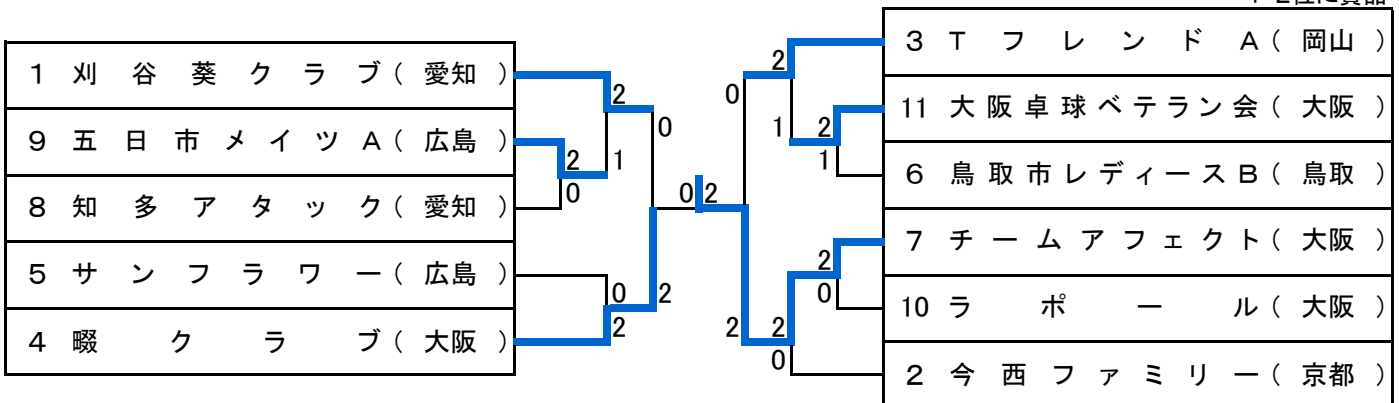 1 刈谷葵クラブ(愛知)
9 五日市メイツA(広島)
8 知多アタック(愛知)
5 サンフラワー(広島)
4 畷クラブ(大阪)
2
0
2
1
0
0
2
0
2
0
2
2
0
1
2
1
2
0
2
2
0
3 TフレンドA(岡山)
11 大阪卓球ベテラン会(大阪)
6 鳥取市レディースB(鳥取)
7 チームアフェクト(大阪)
10 ラポール(大阪)
2 今西ファミリー(京都)